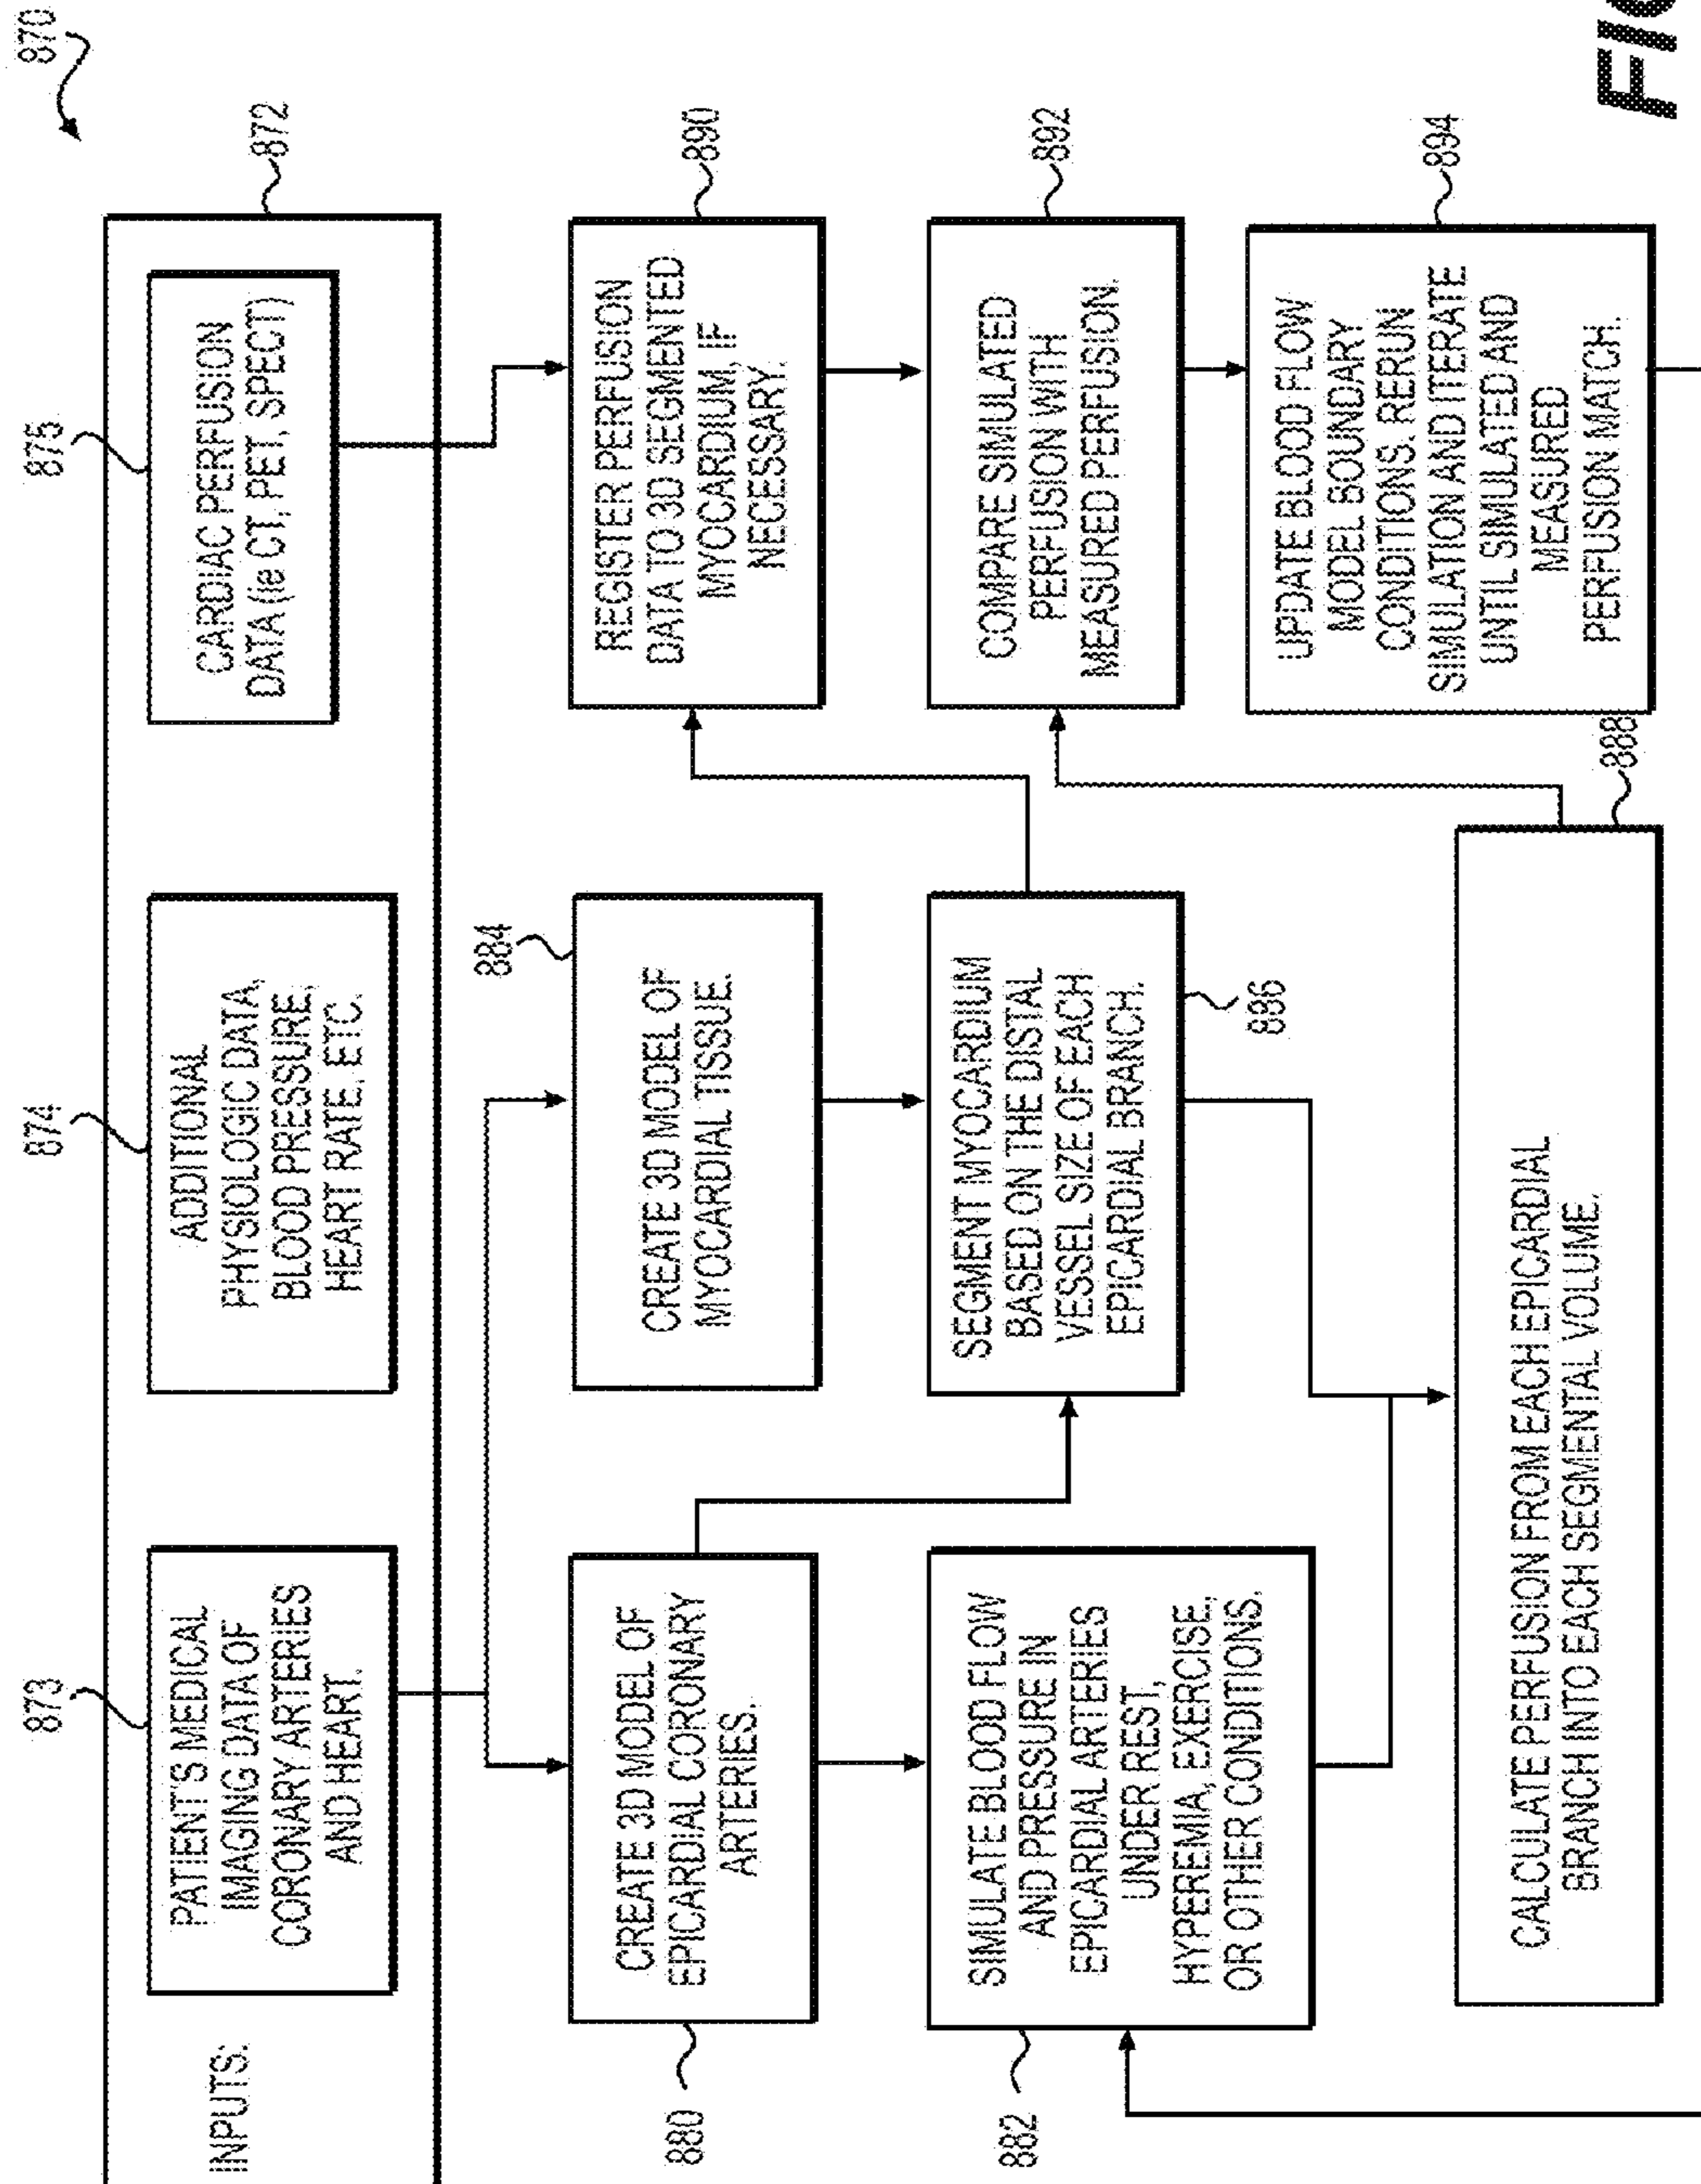 870
872
INPUTS:
873
PATIENT'S MEDICAL
IMAGING DATA OF
CORONARY ARTERIES
AND HEART.
874
ADDITIONAL
PHYSIOLOGIC DATA,
BLOOD PRESSURE,
HEART RATE, ETC.
875
CARDIAC PERFUSION
DATA (ie CT, PET, SPECT)
880
CREATE 3D MODEL OF
EPICARDIAL CORONARY
ARTERIES.
884
CREATE 3D MODEL OF
MYOCARDIAL TISSUE.
890
REGISTER PERFUSION
DATA TO 3D SEGMENTED
MYOCARDIUM, IF
NECESSARY.
882
SIMULATE BLOOD FLOW
AND PRESSURE IN
EPICARDIAL ARTERIES
UNDER REST,
HYPEREMIA, EXERCISE,
OR OTHER CONDITIONS.
886
SEGMENT MYOCARDIUM
BASED ON THE DISTAL
VESSEL SIZE OF EACH
EPICARDIAL BRANCH.
892
COMPARE SIMULATED
PERFUSION WITH
MEASURED PERFUSION.
888
CALCULATE PERFUSION FROM EACH EPICARDIAL
BRANCH INTO EACH SEGMENTAL VOLUME.
894
UPDATE BLOOD FLOW
MODEL BOUNDARY
CONDITIONS. RERUN
SIMULATION AND ITERATE
UNTIL SIMULATED AND
MEASURED
PERFUSION MATCH.